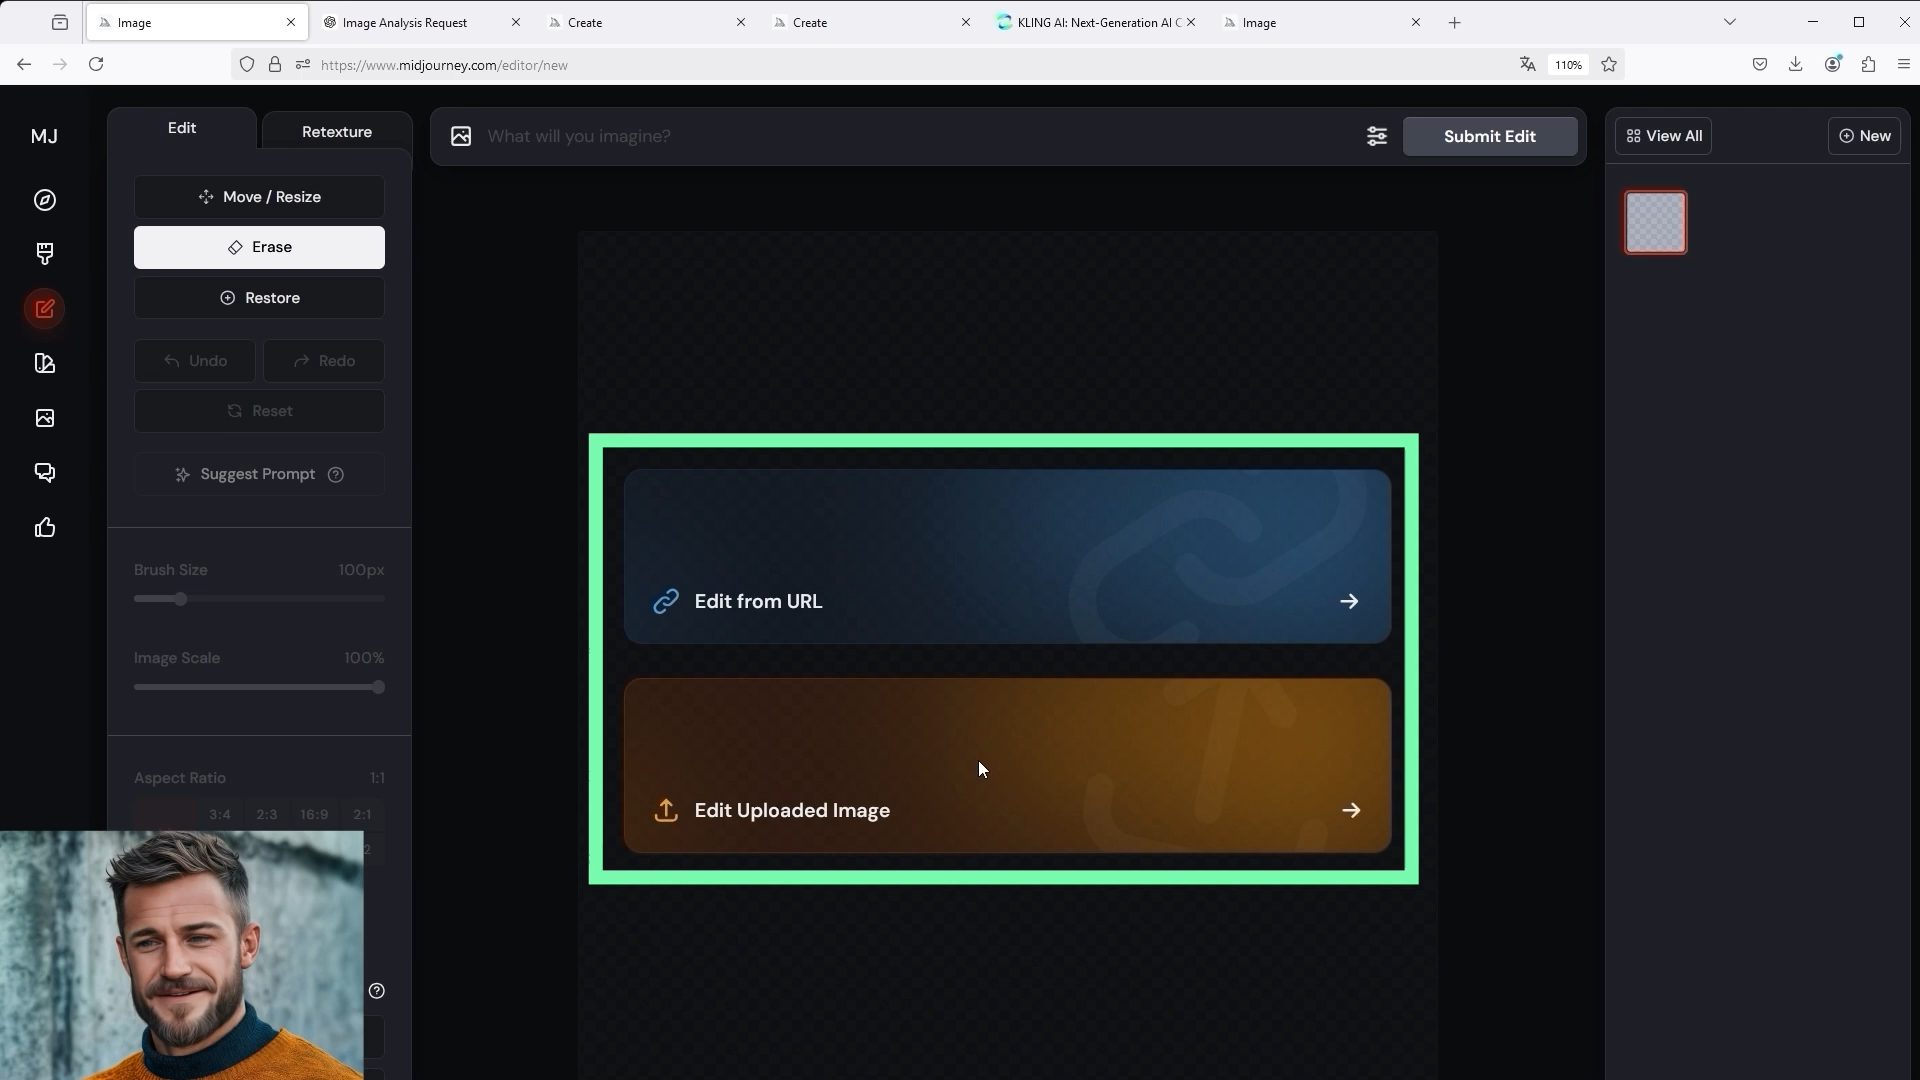 Image
Image Analysis Request
Create
Create
KLING AI: Next-Generation AI C
Image
https://www.midjourney.com/editor/new
110%
MJ
Edit
Retexture
What will you imagine?
Submit Edit
View All
New
Move / Resize
Erase
Restore
Undo
Redo
Reset
Suggest Prompt
Brush Size
100px
Image Scale
100%
Aspect Ratio
1:1
3:4
2:3
16:9
2:1
2
Edit from URL
Edit Uploaded Image